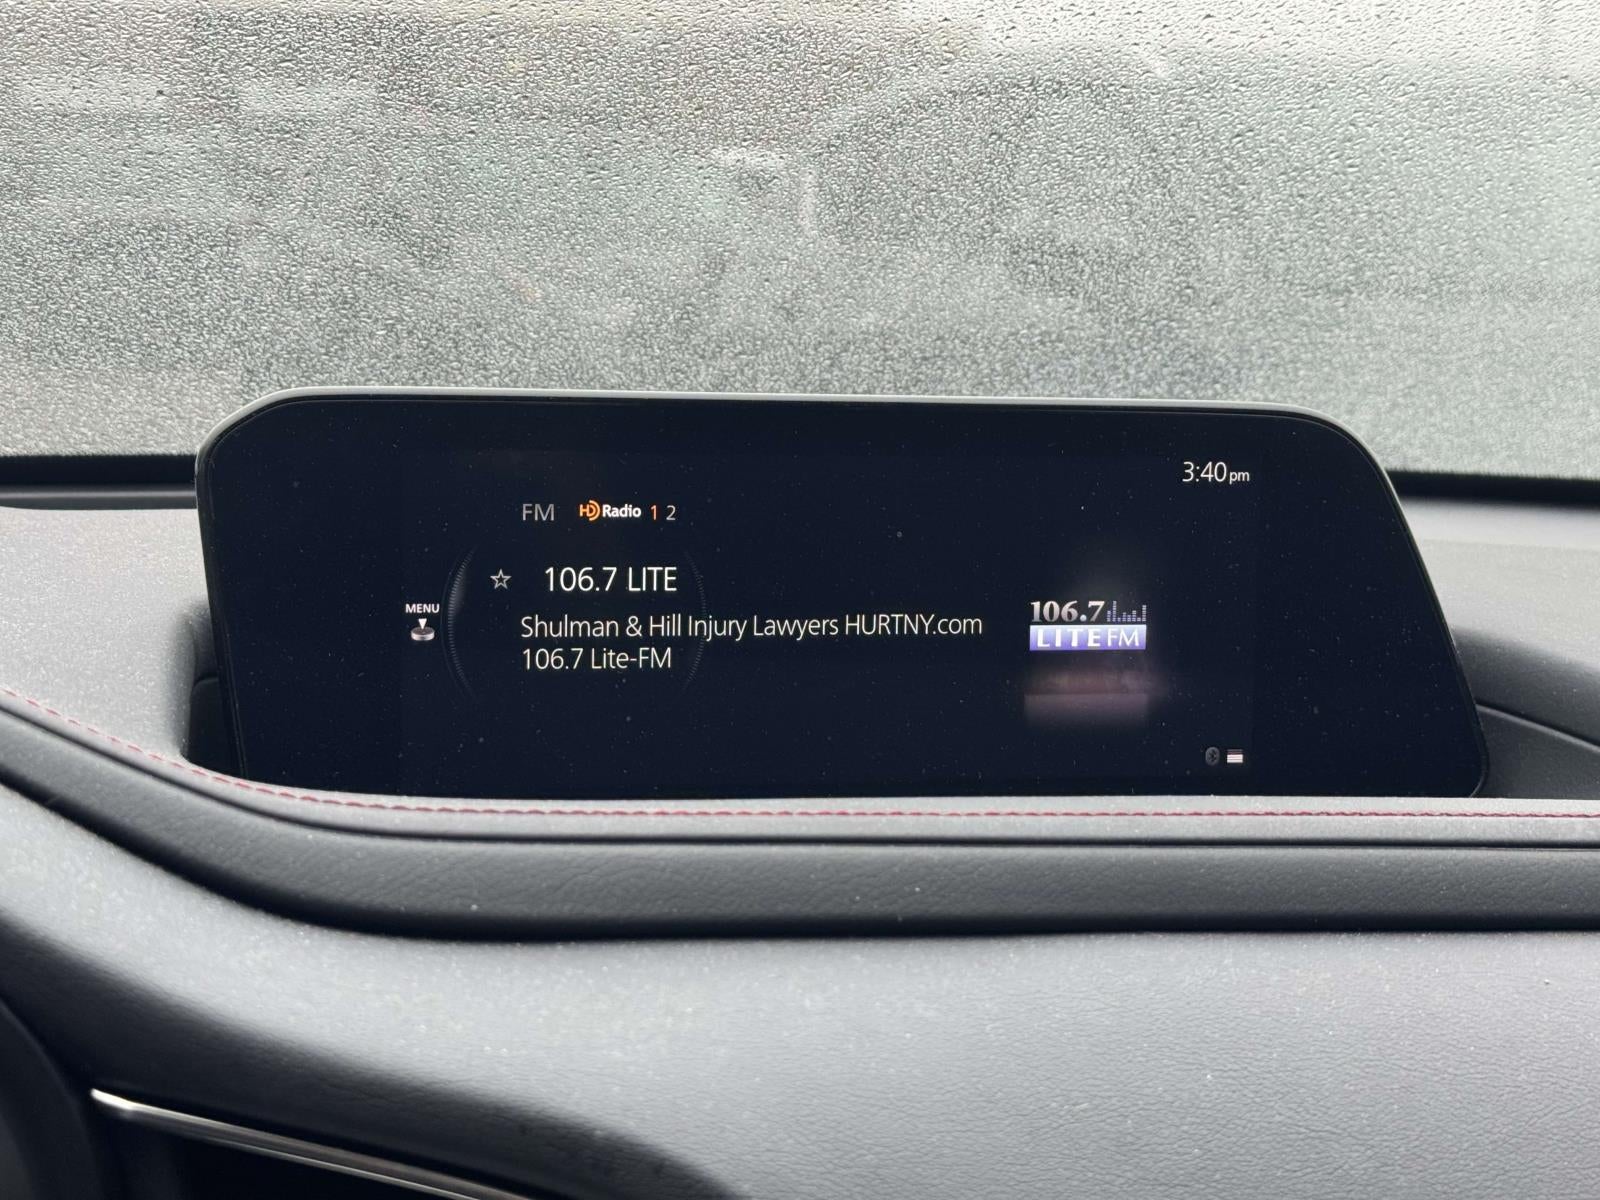 3:40pm
FM HD Radio 1 2
106.7 LITE
MENU
Shulman & Hill Injury Lawyers HURTNY.com
106.7 Lite-FM
106.7
LITE FM